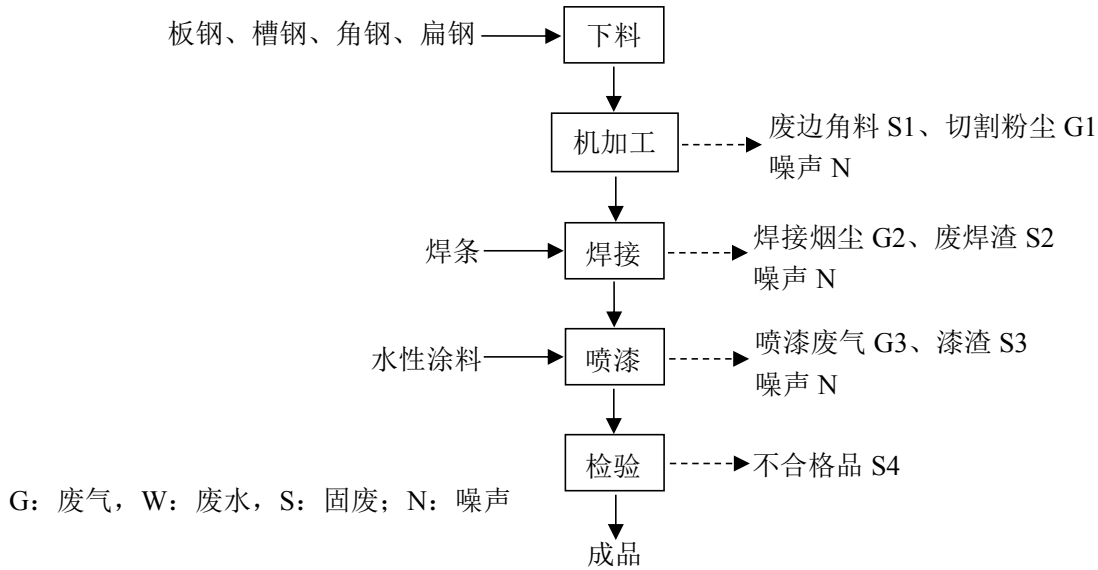 板钢、槽钢、角钢、扁钢
下料
机加工
废边角料 S1、切割粉尘 G1
噪声 N
焊条
焊接
焊接烟尘 G2、废焊渣 S2
噪声 N
水性涂料
喷漆
喷漆废气 G3、漆渣 S3
噪声 N
检验
不合格品 S4
G：废气，W：废水，S：固废；N：噪声
成品